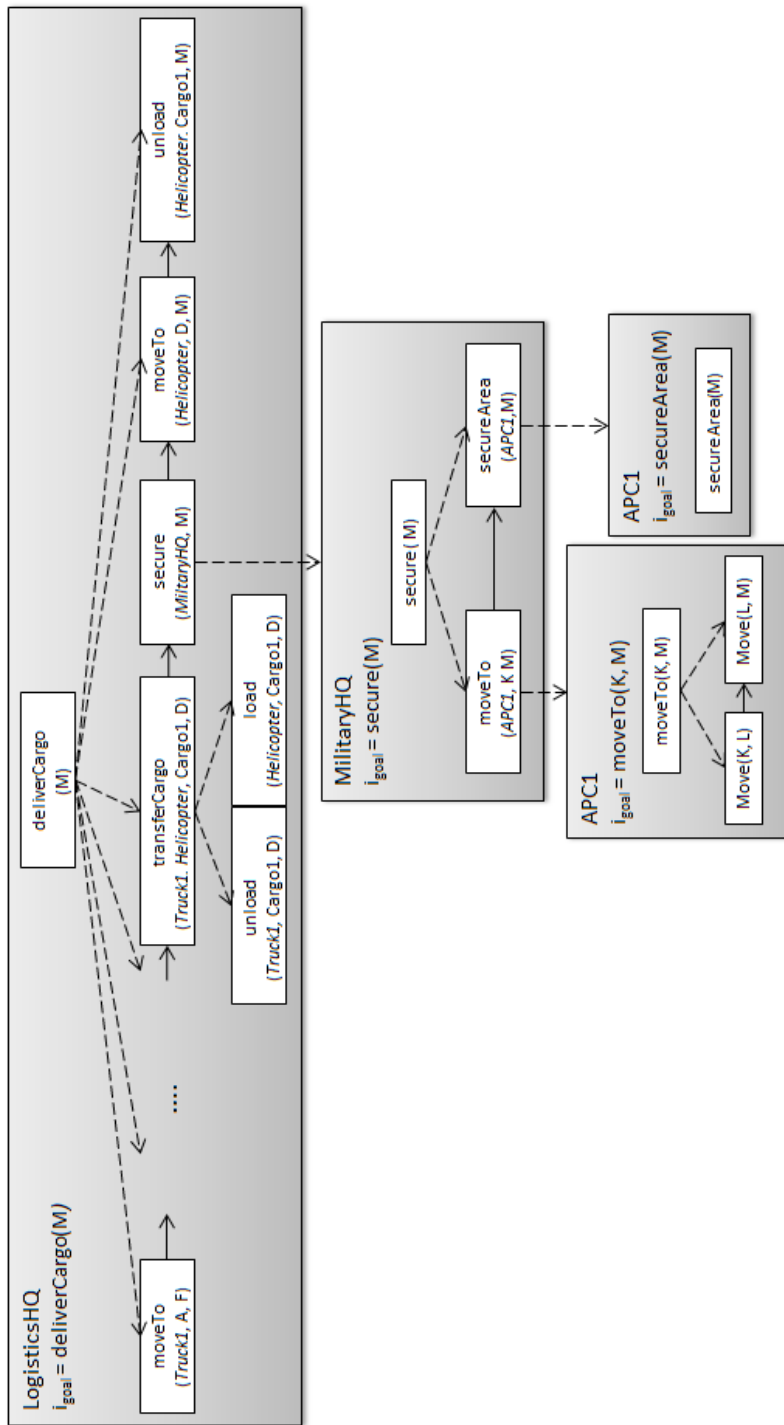 LogisticsHQ
igoal = deliverCargo(M)
deliverCargo
(M)
moveTo
(Truck1, A, F)
....
transferCargo
(Truck1. Helicopter, Cargo1, D)
secure
(MiltaryHQ, M)
moveTo
(Helicopter, D, M)
unload
(Helicopter. Cargo1, M)
unload
(Truck1, Cargo1, D)
load
(Helicopter, Cargo1, D)
MilitaryHQ
igoal = secure(M)
secure ( M)
moveTo
(APC1, K M)
secureArea
(APC1,M)
APC1
igoal = moveTo(K, M)
moveTo(K, M)
Move(K, L)
Move(L, M)
APC1
igoal = secureArea(M)
secureArea(M)